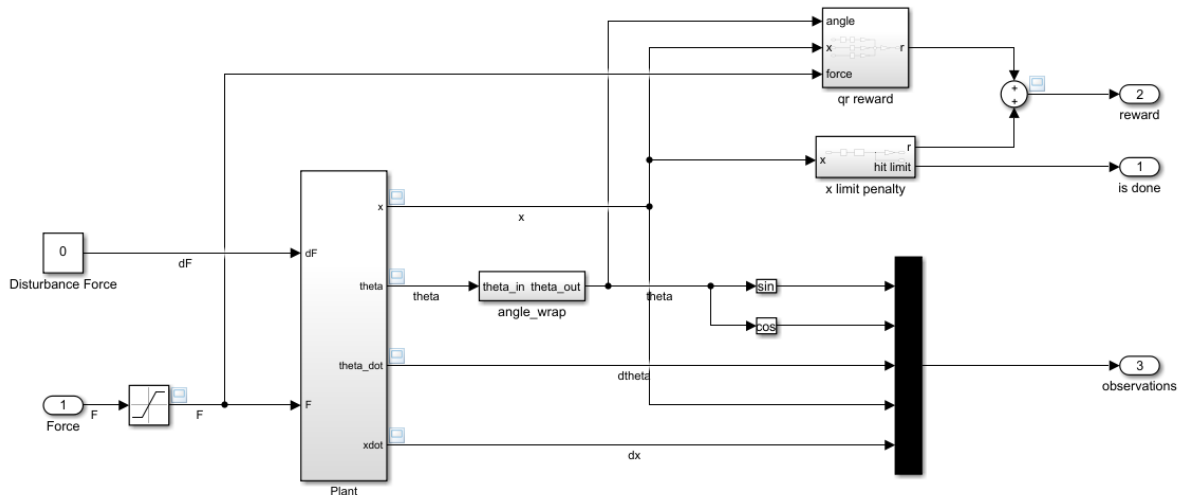 angle
x
r
force
qr reward
+
+
2
reward
r
x
hit limit
x limit penalty
1
is done
x
x
0
dF
dF
Disturbance Force
theta
theta
theta_in theta_out
angle_wrap
theta
sin
cos
theta_dot
dtheta
3
observations
1
F
F
F
Force
xdot
dx
Plant